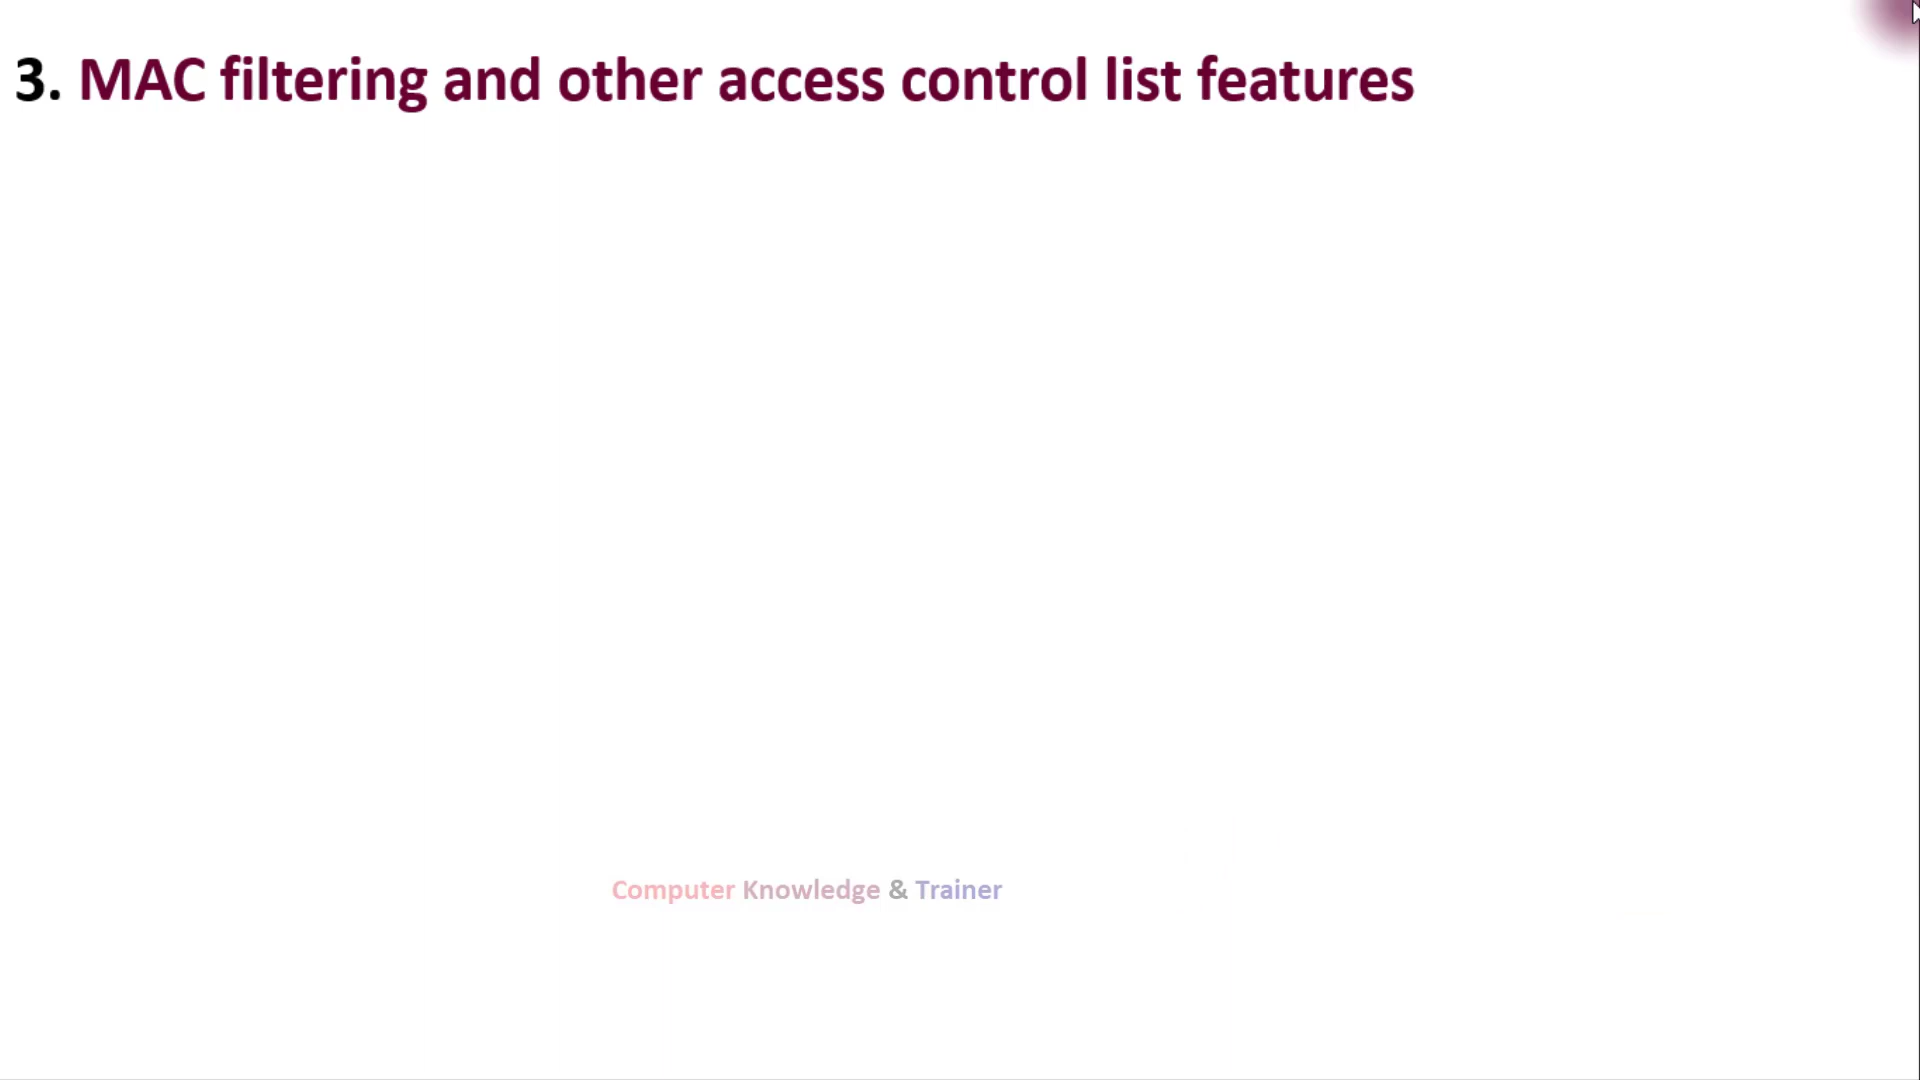 3. MAC filtering and other access control list features
Computer Knowledge & Trainer